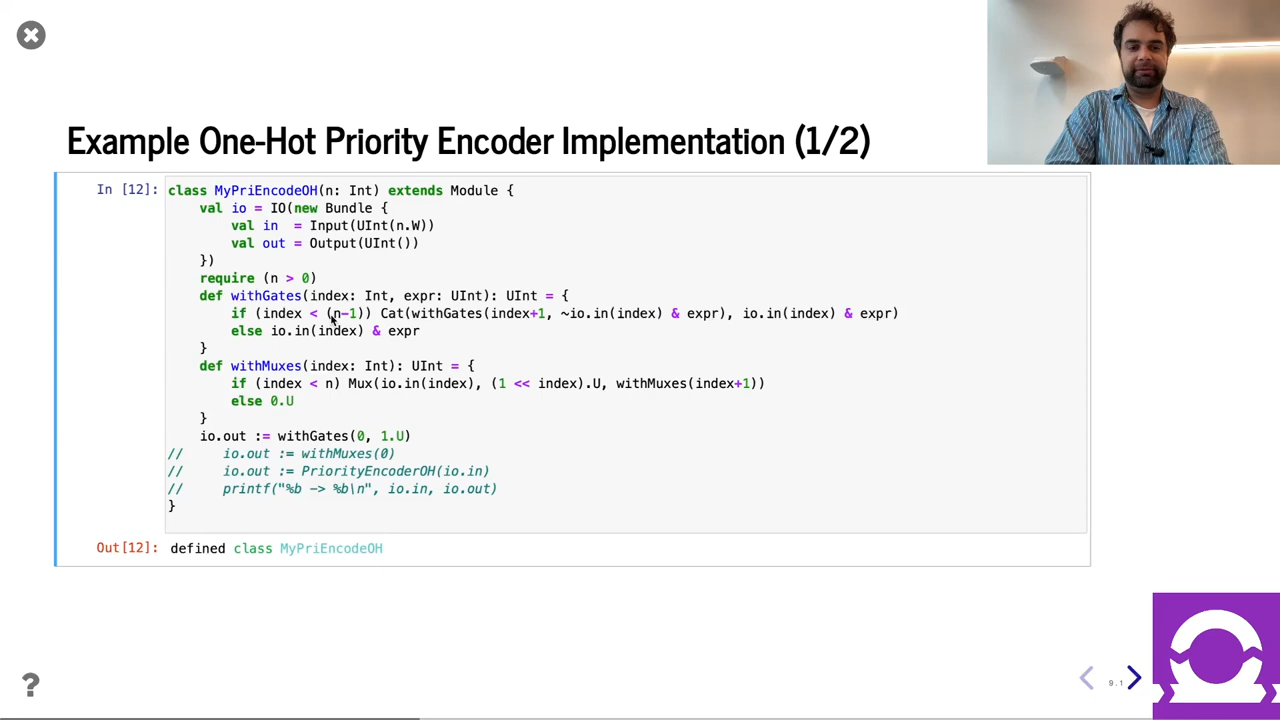 Example One-Hot Priority Encoder Implementation (1/2)
In [12]:
class MyPriEncodeOH(n: Int) extends Module {
    val io = IO(new Bundle {
        val in  = Input(UInt(n.W))
        val out = Output(UInt())
    })
    require (n > 0)
    def withGates(index: Int, expr: UInt): UInt = {
        if (index < (n-1)) Cat(withGates(index+1, ~io.in(index) & expr), io.in(index) & expr)
        else io.in(index) & expr
    }
    def withMuxes(index: Int): UInt = {
        if (index < n) Mux(io.in(index), (1 << index).U, withMuxes(index+1))
        else 0.U
    }
    io.out := withGates(0, 1.U)
//     io.out := withMuxes(0)
//     io.out := PriorityEncoderOH(io.in)
//     printf("%b -> %b\n", io.in, io.out)
}
Out[12]: defined class MyPriEncodeOH
?
9.1